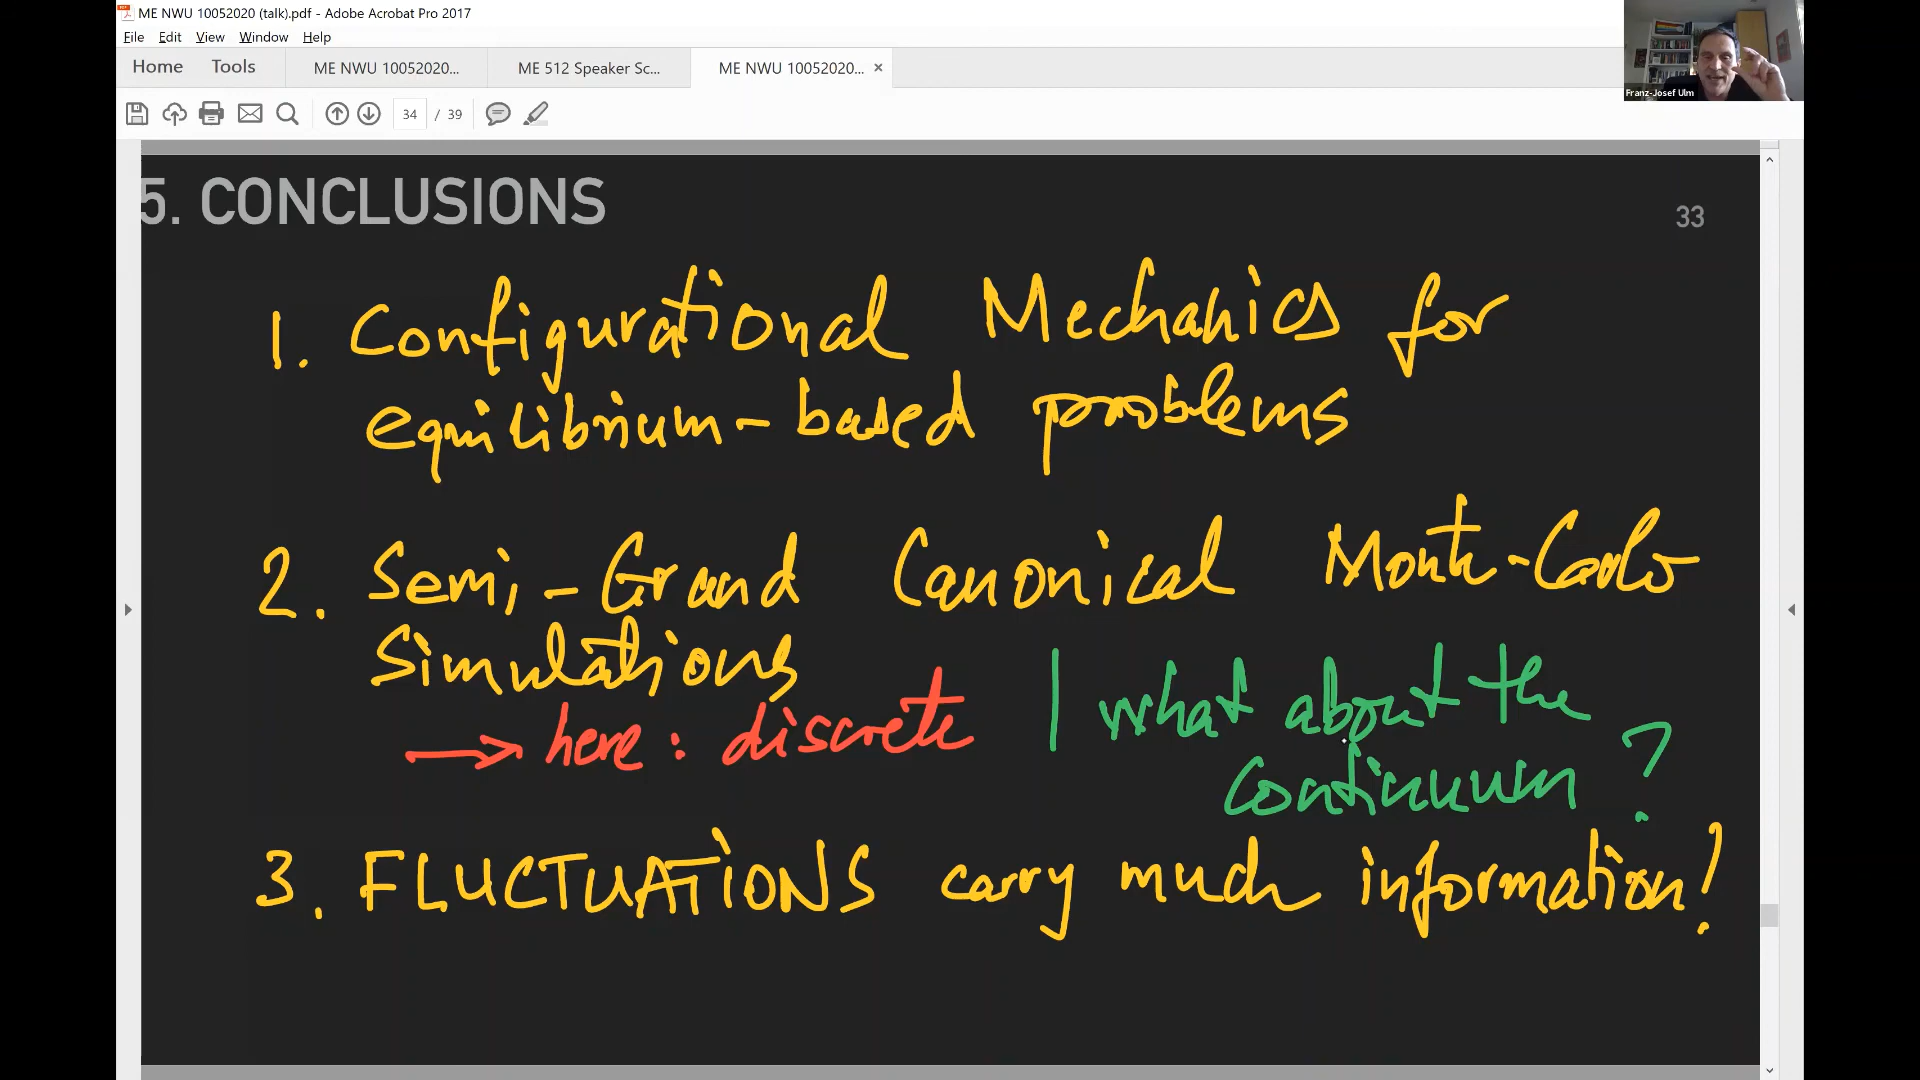 ME NWU 10052020 (talk).pdf - Adobe Acrobat Pro 2017
File Edit View Window Help
Home Tools ME NWU 10052020... ME 512 Speaker Sc... ME NWU 10052020... ×
34 / 39
Franz-Josef Ulm
5. CONCLUSIONS
33
1. Configurational Mechanics for
equilibrium-based problems
2. Semi-Grand Canonical Monte-Carlo
Simulations
→ here: discrete | what about the
continuum ?
3. FLUCTUATIONS carry much information!